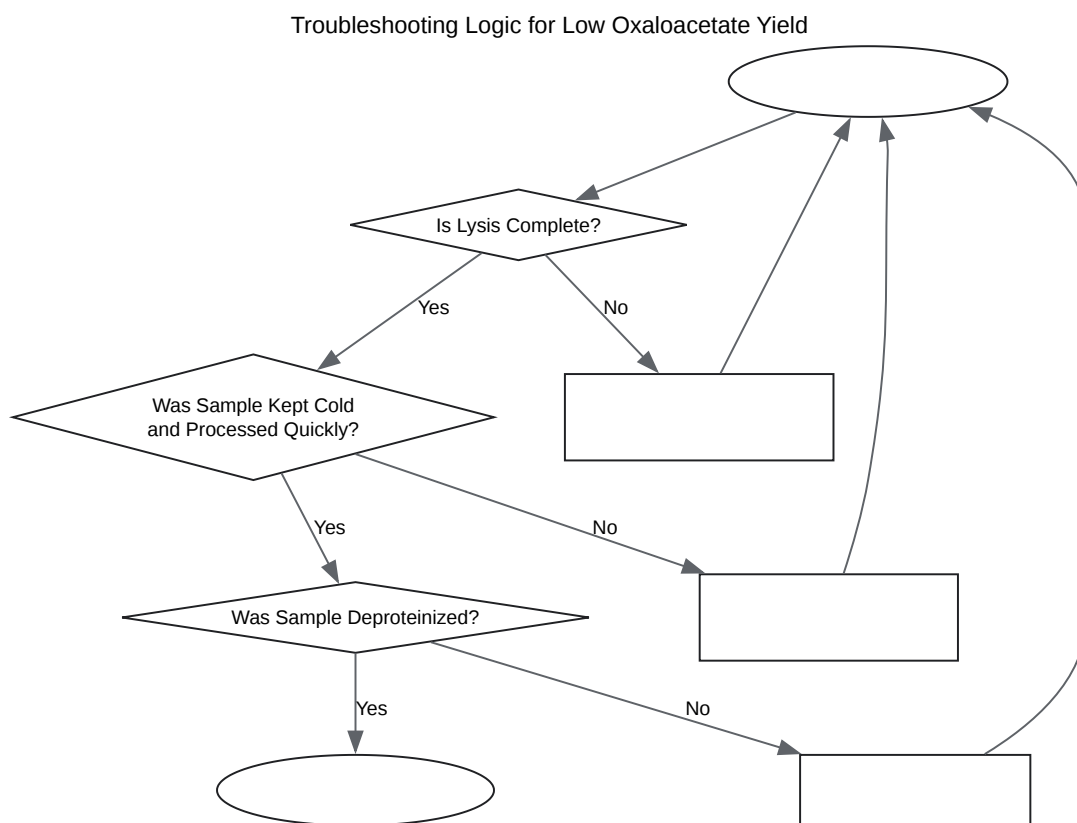 Troubleshooting Logic for Low Oxaloacetate Yield
Is Lysis Complete?
Yes
No
Was Sample Kept Cold
and Processed Quickly?
Yes
No
Was Sample Deproteinized?
Yes
No